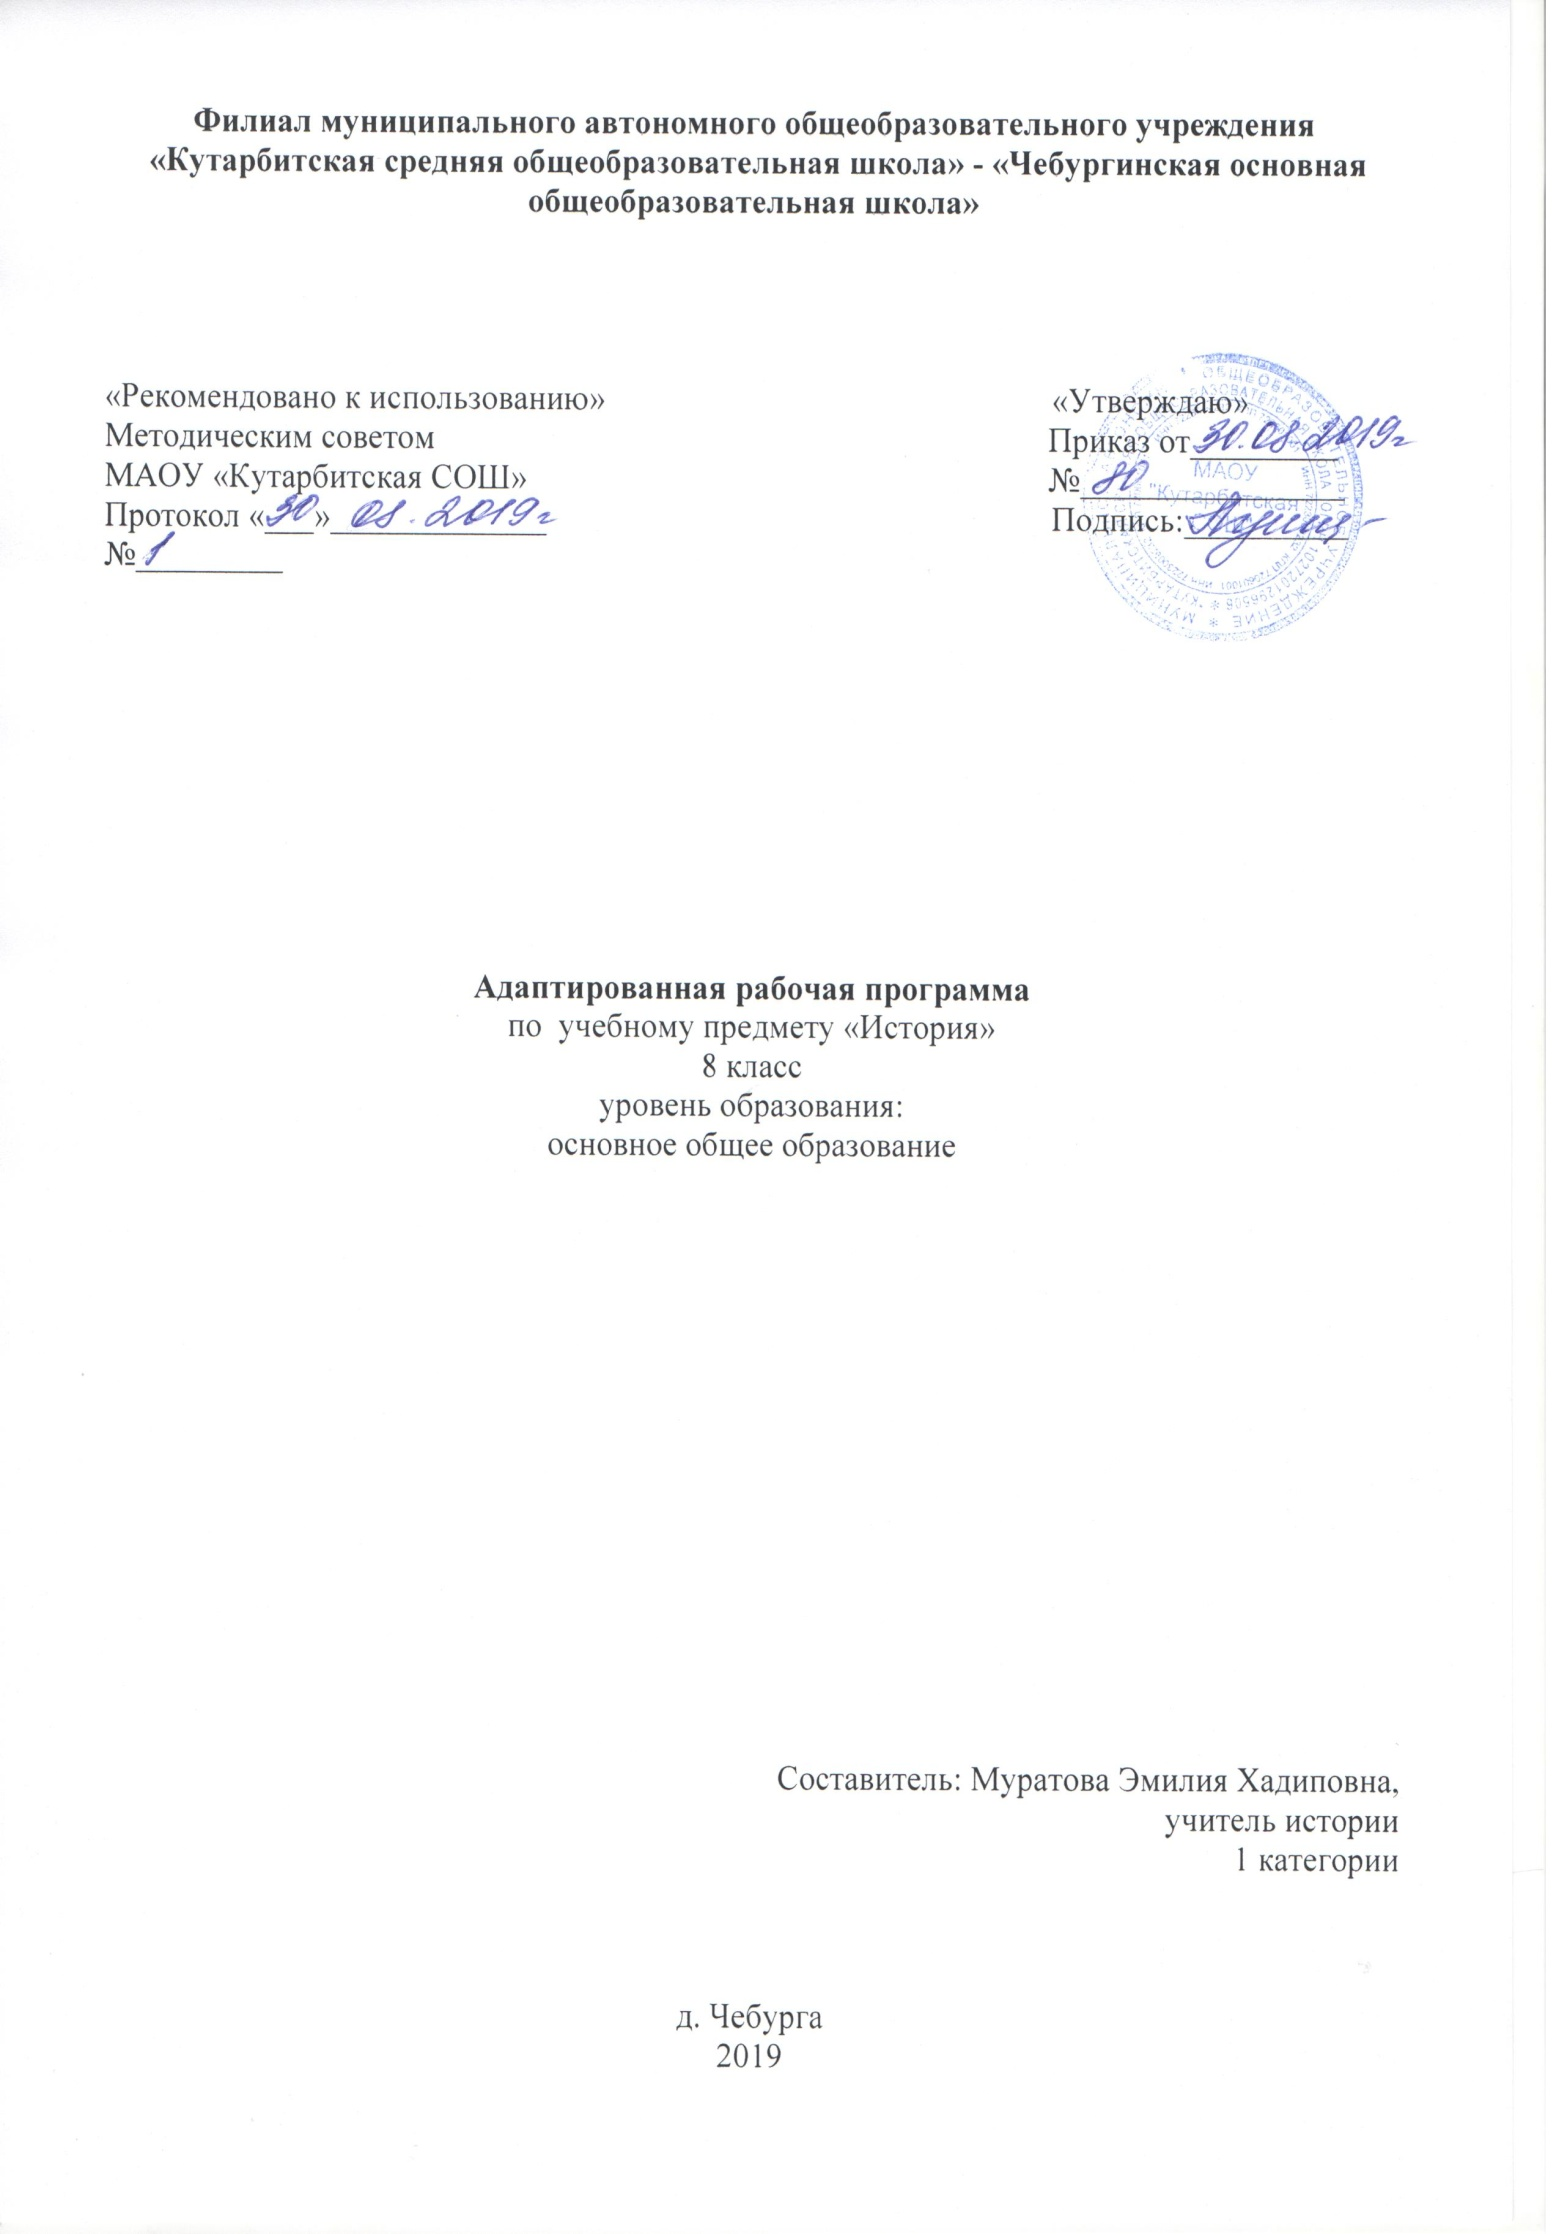 Филиал муниципального автономного общеобразовательного учреждения
«Кутарбитская средняя общеобразовательная школа» - «Чебургинская основная
общеобразовательная школа»
«Рекомендовано к использованию»
Методическим советом
МАОУ «Кутарбитская СОШ»
Протокол «30» 08.2019г
№1
«Утверждаю»
Приказ от 30.08.2019г
№ 80
Подпись:
МАОУ
"Кутарбитская
Адаптированная рабочая программа
по учебному предмету «История»
8 класс
уровень образования:
основное общее образование
Составитель: Муратова Эмилия Хадиповна,
учитель истории
1 категории
д. Чебурга
2019